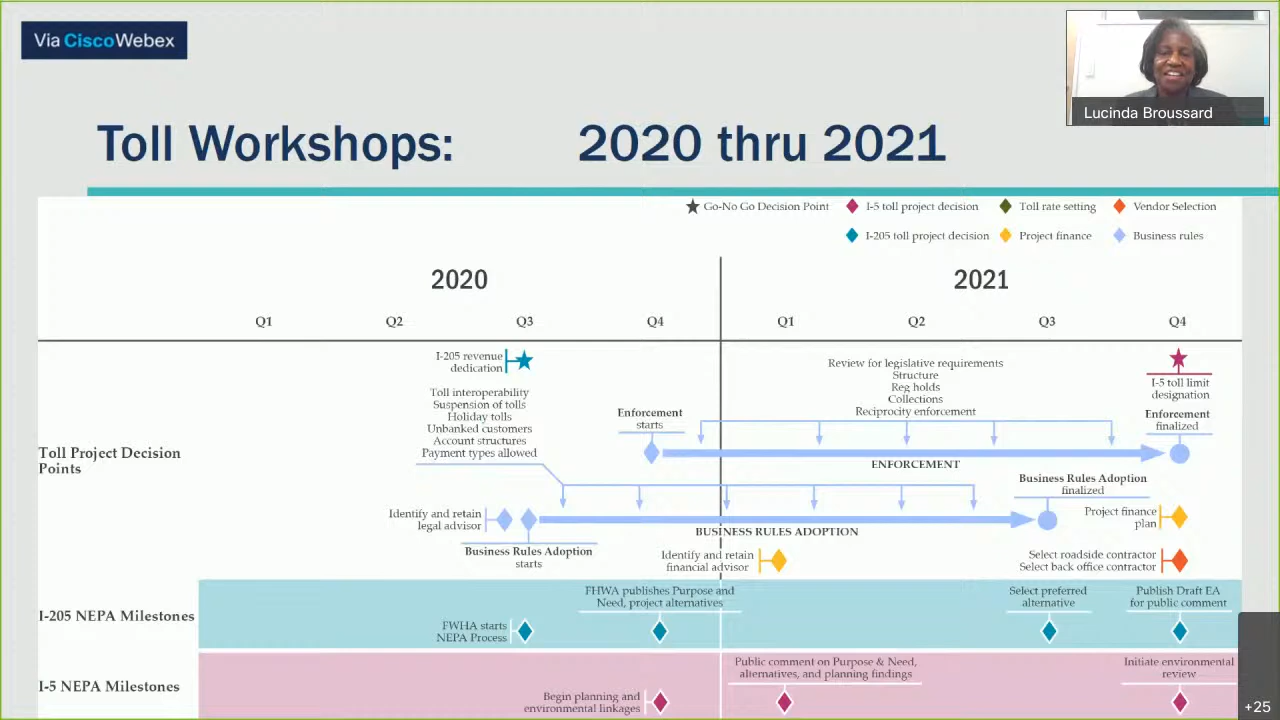 Via CiscoWebex
Lucinda Broussard
Toll Workshops: 2020 thru 2021
Go-No Go Decision Point
I-5 toll project decision
Toll rate setting
Vendor Selection
I-205 toll project decision
Project finance
Business rules
2020
2021
Q1 Q2 Q3 Q4 Q1 Q2 Q3 Q4
Toll Project Decision
Points
I-205 revenue
dedication
Toll interoperability
Suspension of tolls
Holiday tolls
Unbanked customers
Account structures
Payment types allowed
Enforcement
starts
Review for legislative requirements
Structure
Reg holds
Collections
Reciprocity enforcement
I-5 toll limit
designation
Enforcement
finalized
ENFORCEMENT
Business Rules Adoption
finalized
Identify and retain
legal advisor
BUSINESS RULES ADOPTION
Project finance
plan
Business Rules Adoption
starts
Identify and retain
financial advisor
Select roadside contractor
Select back office contractor
I-205 NEPA Milestones
FHWA publishes Purpose and
Need, project alternatives
Select preferred
alternative
Publish Draft EA
for public comment
FWHA starts
NEPA Process
I-5 NEPA Milestones
Public comment on Purpose & Need,
alternatives, and planning findings
Initiate environmental
review
Begin planning and
environmental linkages
+25